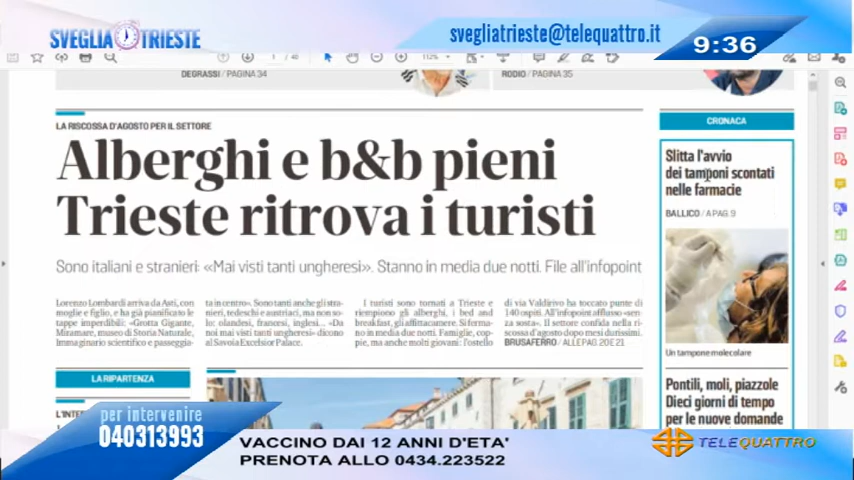 SVEGLIA TRIESTE
svegliatrieste@telequattro.it
9:36
1 / 40
112%
DEGRASSI / PAGINA 34
RODIO / PAGINA 35
LA RISCOSSA D'AGOSTO PER IL SETTORE
Alberghi e b&b pieni
Trieste ritrova i turisti
Sono italiani e stranieri: «Mai visti tanti ungheresi». Stanno in media due notti. File all'infopoint
Lorenzo Lombardi arriva da Asti, con
moglie e figlio, e ha già pianificato le
tappe imperdibili: «Grotta Gigante,
Miramare, museo di Storia Naturale,
Immaginario scientifico e passeggia-
ta in centro». Sono tanti anche gli stra-
nieri, tedeschi e austriaci, ma non so-
lo: olandesi, francesi, inglesi... «Da
noi mai visti tanti ungheresi» dicono
al Savoia Excelsior Palace.
I turisti sono tornati a Trieste e
riempiono gli alberghi, i bed and
breakfast, gli affittacamere. Si ferma-
no in media due notti. Famiglie, cop-
pie, ma anche molti giovani: l'ostello
di via Valdirivo ha toccato punte di
140 ospiti. All'infopoint afflusso «sen-
za sosta». Il settore confida nella ri-
scossa d'agosto dopo mesi durissimi.
BRUSAFERRO / ALLE PAG. 20 E 21
CRONACA
Slitta l'avvio
dei tamponi scontati
nelle farmacie
BALLICO / A PAG. 9
Un tampone molecolare
Pontili, moli, piazzole
Dieci giorni di tempo
per le nuove domande
LA RIPARTENZA
per intervenire
040313993
VACCINO DAI 12 ANNI D'ETA'
PRENOTA ALLO 0434.223522
TELEQUATTRO